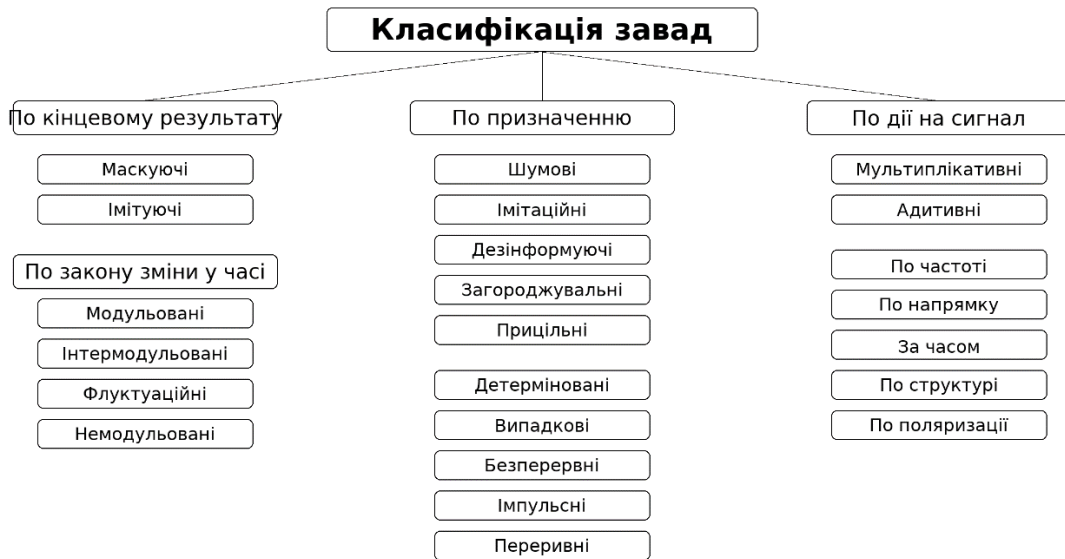 Класифікація завад
По кінцевому результату
Маскуючі
Імітуючі
По закону зміни у часі
Модульовані
Інтермодульовані
Флуктуаційні
Немодульовані
По призначенню
Шумові
Імітаційні
Дезінформуючі
Загороджувальні
Прицільні
Детерміновані
Випадкові
Безперервні
Імпульсні
Переривні
По дії на сигнал
Мультиплікативні
Адитивні
По частоті
По напрямку
За часом
По структурі
По поляризації